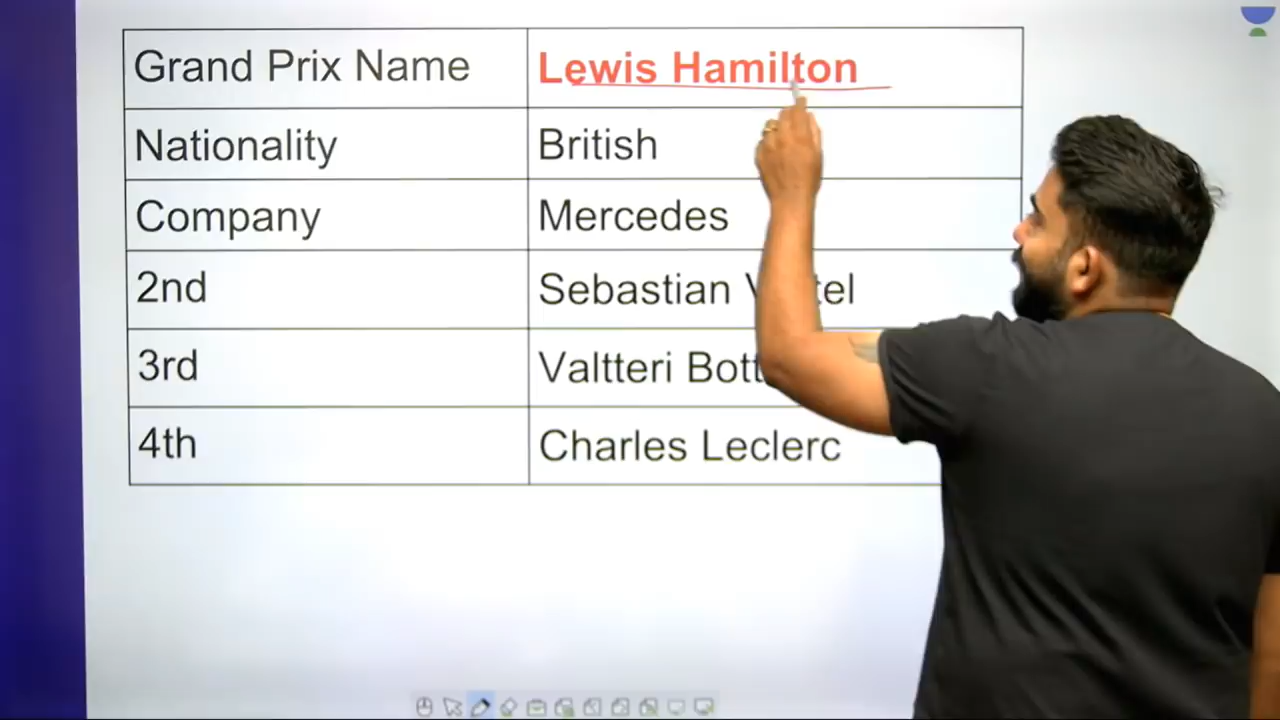 Grand Prix Name Lewis Hamilton
Nationality British
Company Mercedes
2nd Sebastian
3rd Valtteri
4th Charles Leclerc